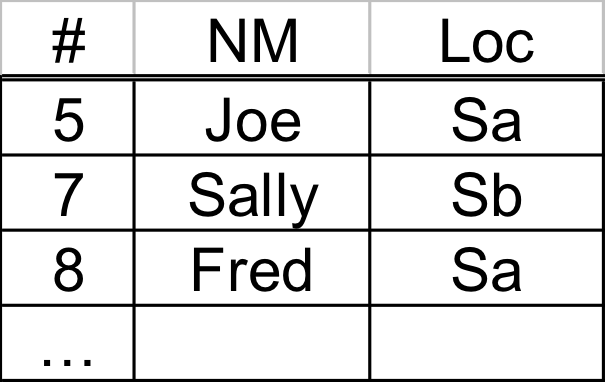 # NM Loc
5 Joe Sa
7 Sally Sb
8 Fred Sa
…